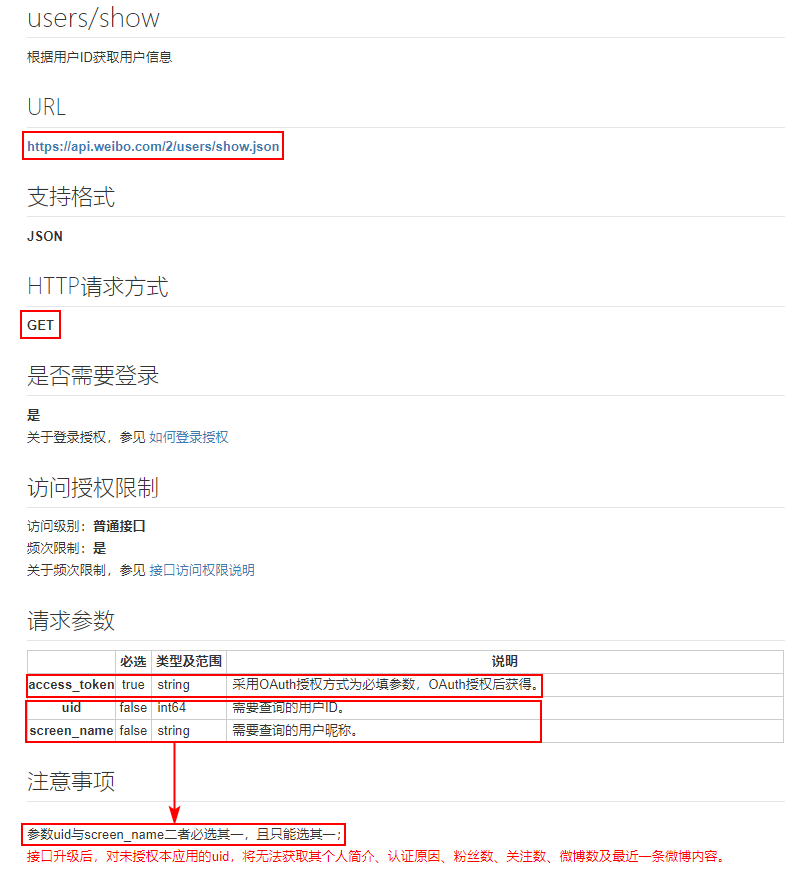 users/show
根据用户ID获取用户信息
URL
https://api.weibo.com/2/users/show.json
支持格式
JSON
HTTP请求方式
GET
是否需要登录
是
关于登录授权，参见 如何登录授权
访问授权限制
访问级别：普通接口
频次限制：是
关于频次限制，参见 接口访问权限说明
请求参数
必选 类型及范围 说明
access_token true string 采用OAuth授权方式为必填参数，OAuth授权后获得。
uid false int64 需要查询的用户ID。
screen_name false string 需要查询的用户昵称。
注意事项
参数uid与screen_name二者必选其一，且只能选其一；
接口升级后，对未授权本应用的uid，将无法获取其个人简介、认证原因、粉丝数、关注数、微博数及最近一条微博内容。